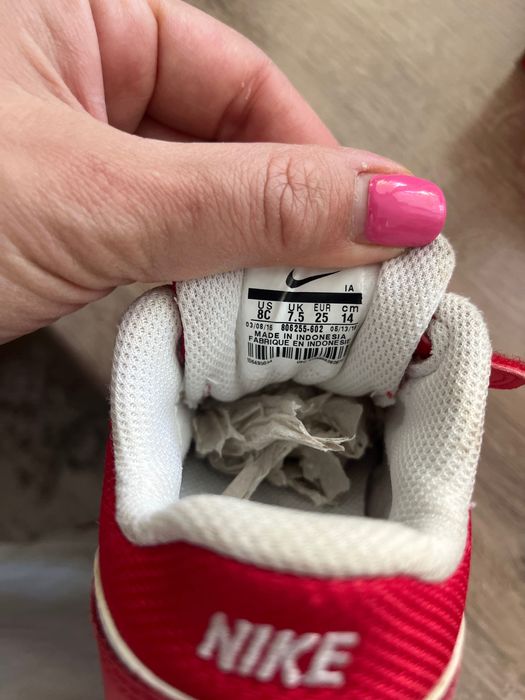 IA
US UK EUR cm
8C 7.5 25 14
03/08/16 806255-602 05/13/16
MADE IN INDONESIA
FABRIQUE EN INDONESIE
NIKE